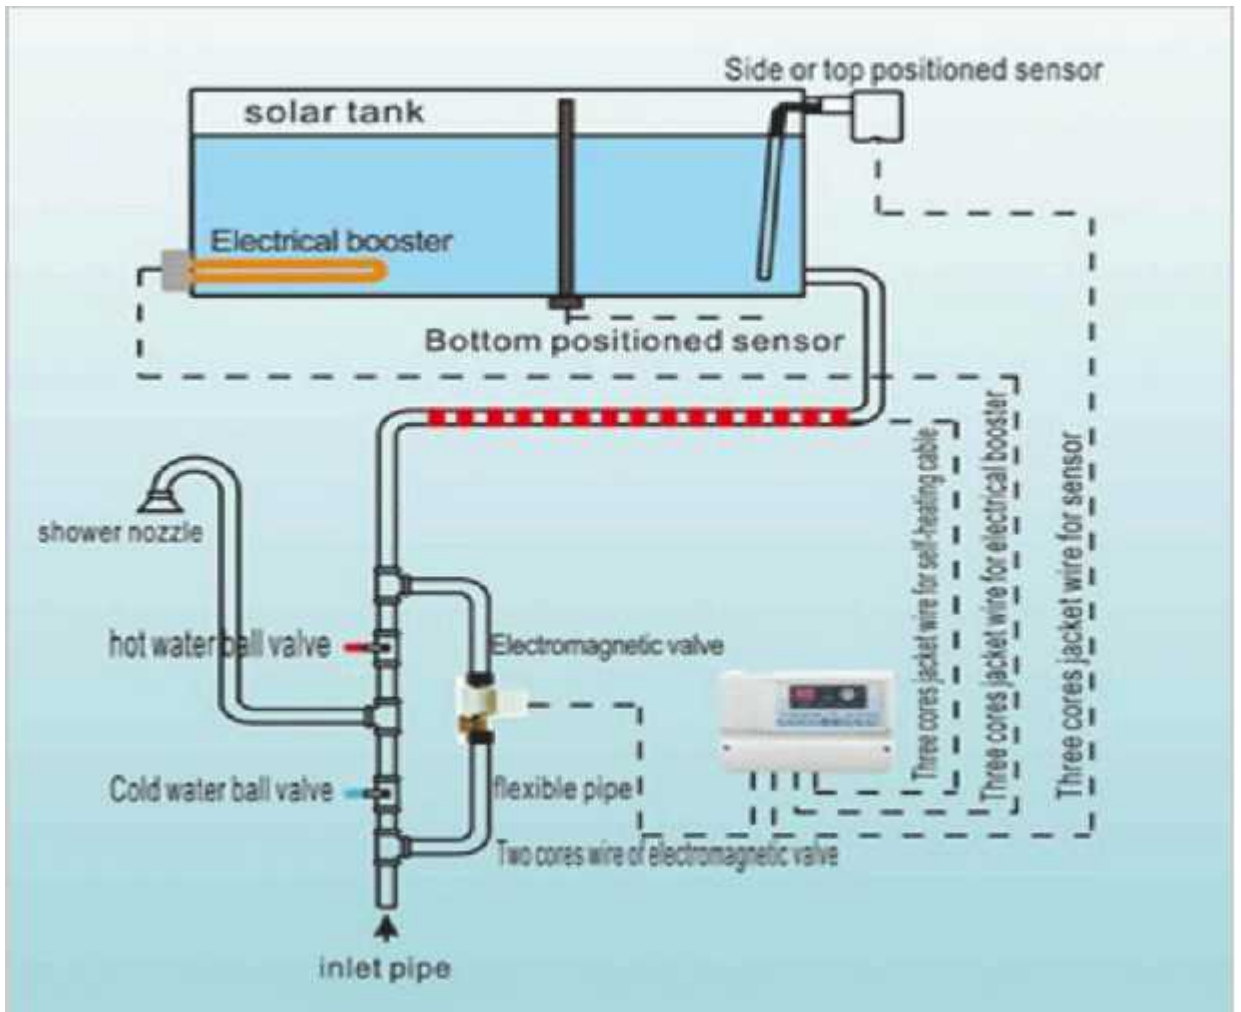 Side or top positioned sensor
solar tank
Electrical booster
Bottom positioned sensor
shower nozzle
hot water ball valve
Electromagnetic valve
Cold water ball valve
flexible pipe
Two cores wire of electromagnetic valve
inlet pipe
Three cores jacket wire for self-heating cable
Three cores jacket wire for electrical booster
Three cores jacket wire for sensor